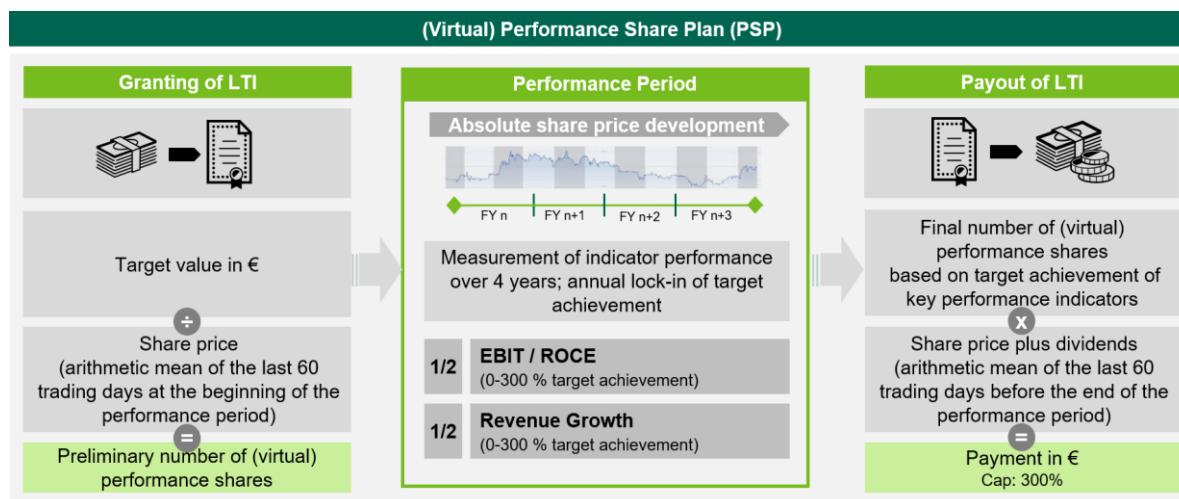 (Virtual) Performance Share Plan (PSP)
Granting of LTI
Target value in €
÷
Share price
(arithmetic mean of the last 60
trading days at the beginning of the
performance period)
=
Preliminary number of (virtual)
performance shares
Performance Period
Absolute share price development
FY n
FY n+1
FY n+2
FY n+3
Measurement of indicator performance
over 4 years; annual lock-in of target
achievement
1/2
EBIT / ROCE
(0-300 % target achievement)
1/2
Revenue Growth
(0-300 % target achievement)
Payout of LTI
Final number of (virtual)
performance shares
based on target achievement of
key performance indicators
x
Share price plus dividends
(arithmetic mean of the last 60
trading days before the end of the
performance period)
=
Payment in €
Cap: 300%